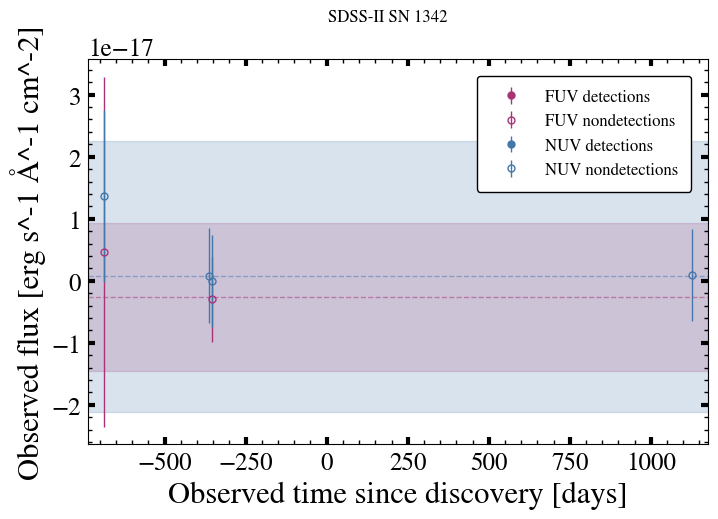 SDSS-II SN 1342
1e−17
3
2
1
0
−1
−2
−500
−250
0
250
500
750
1000
Observed flux [erg s^-1 Å^-1 cm^-2]
Observed time since discovery [days]
FUV detections
FUV nondetections
NUV detections
NUV nondetections